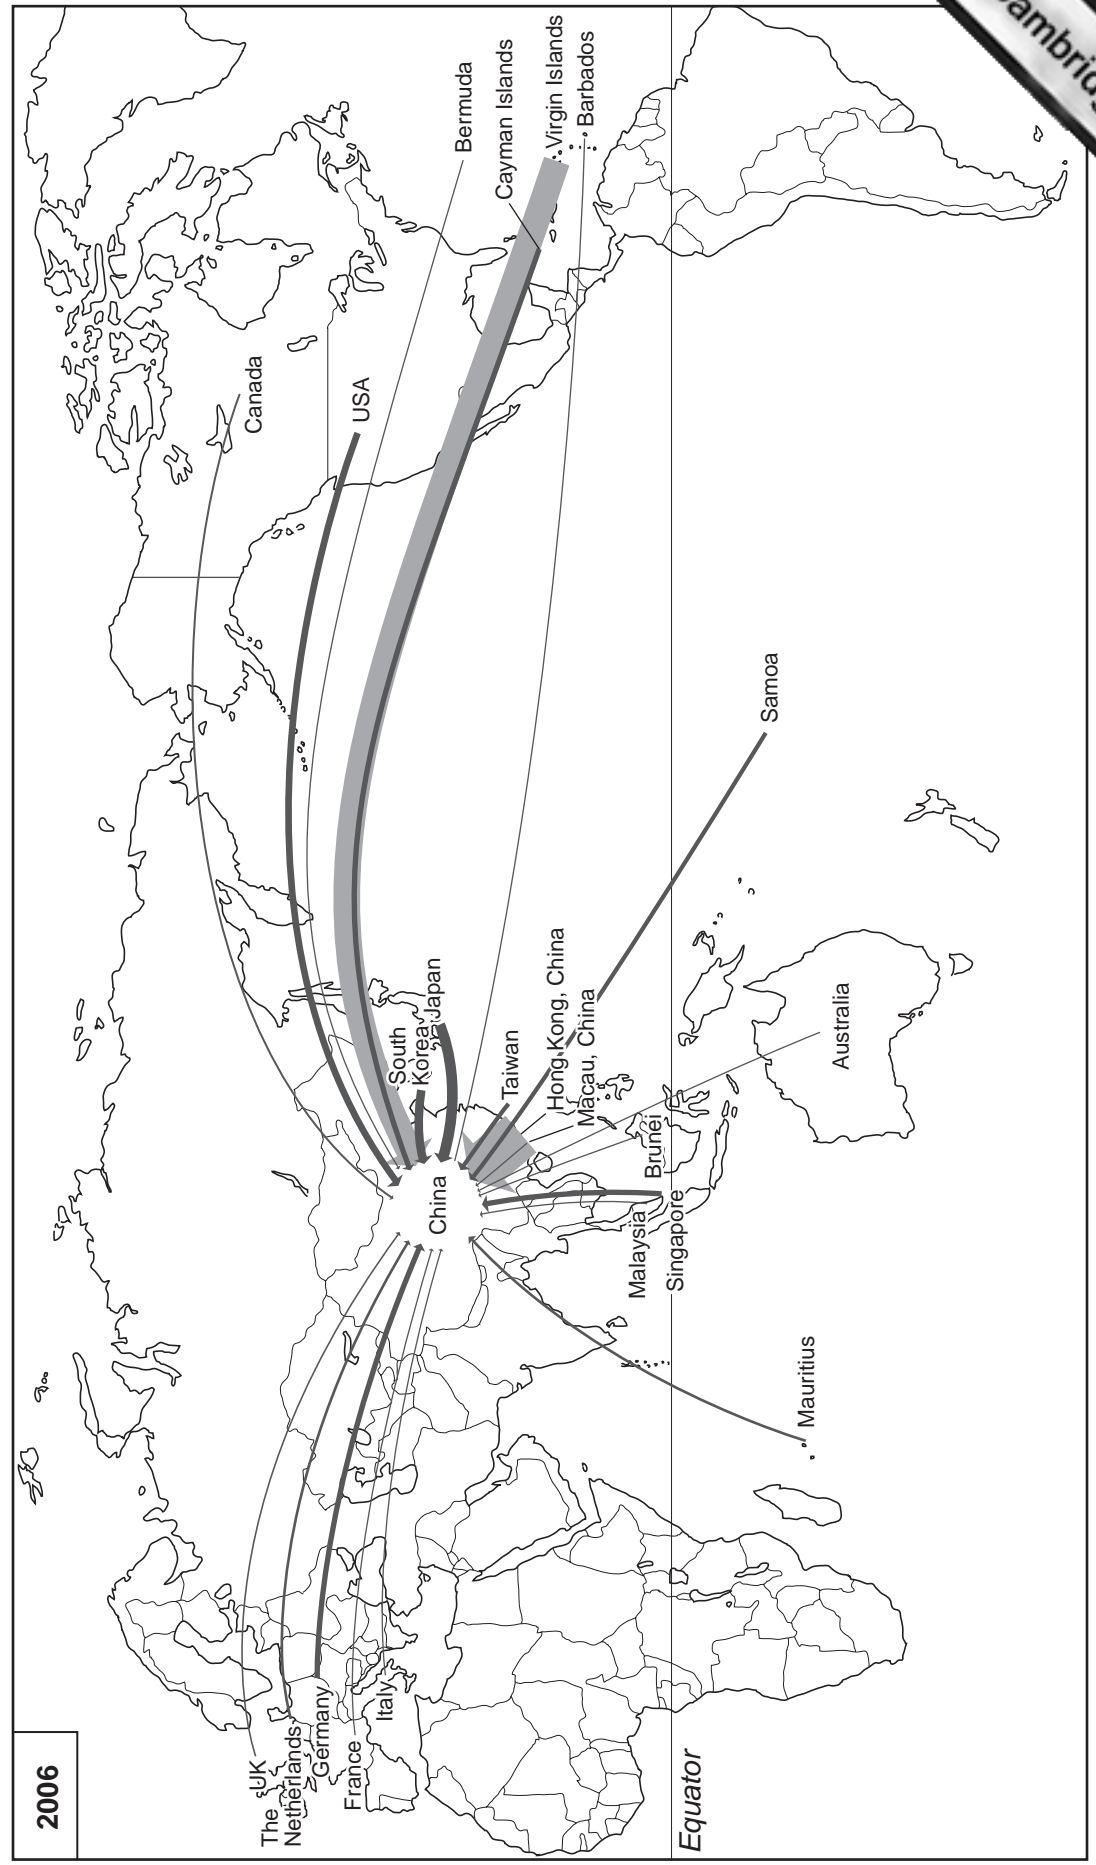 2006
UK
The
Netherlands
Germany
France
Italy
China
South
Korea
Japan
Taiwan
Hong Kong, China
Macau, China
Brunei
Malaysia
Singapore
Mauritius
Australia
Samoa
Canada
USA
Bermuda
Cayman Islands
Virgin Islands
Barbados
Equator